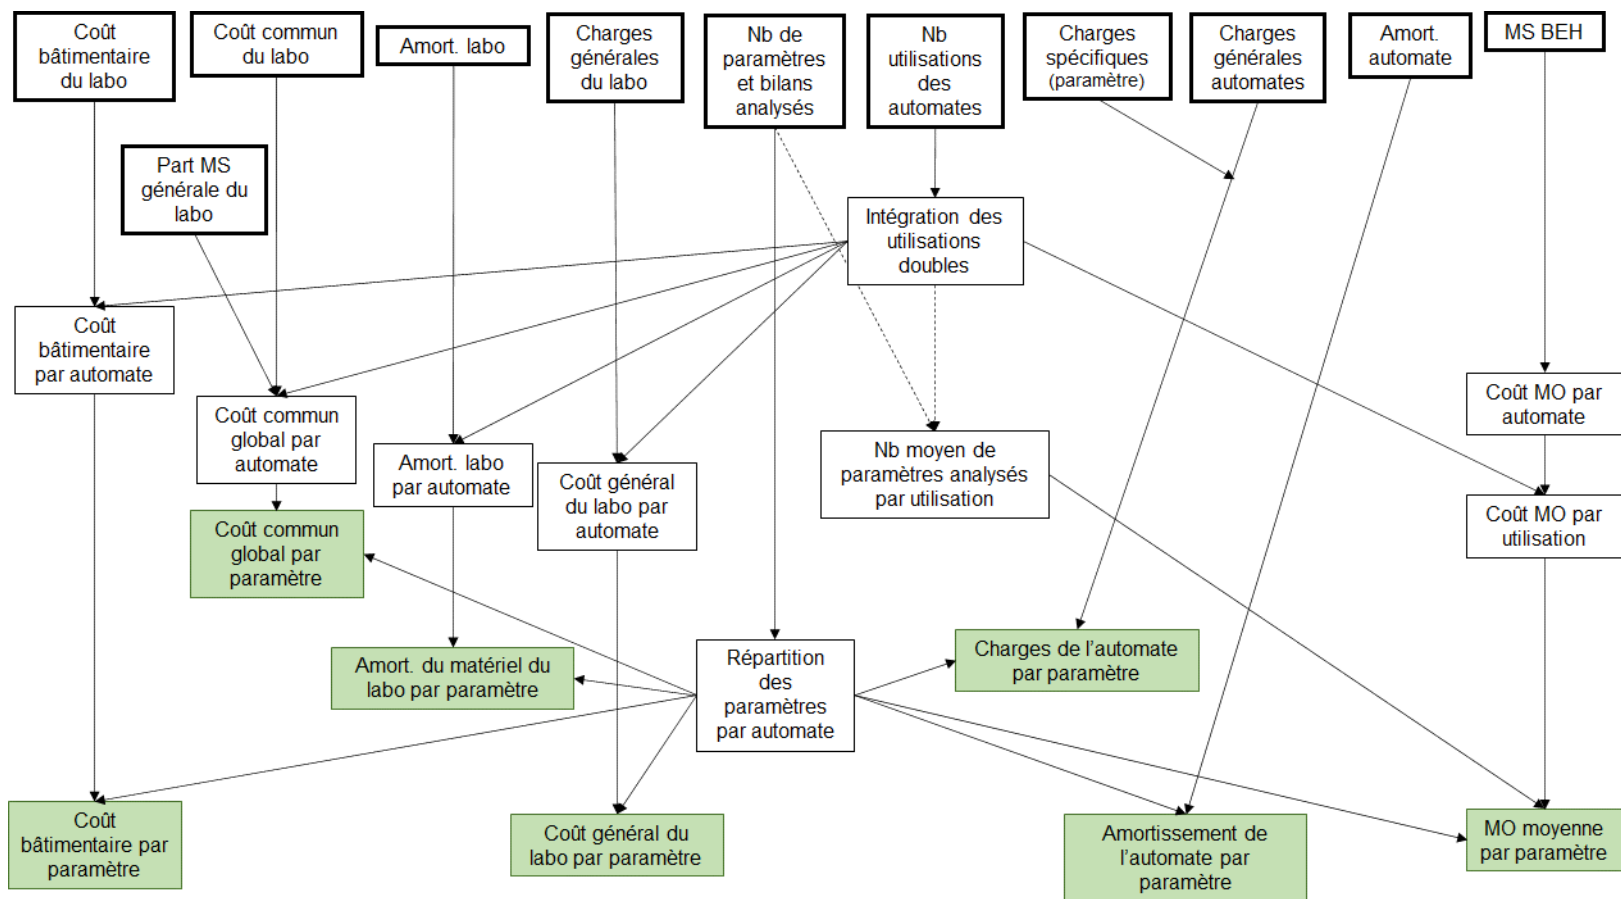 Coût
bâtimentaire
du labo
Coût commun
du labo
Amort. labo
Charges
générales
du labo
Nb de
paramètres
et bilans
analysés
Nb
utilisations
des
automates
Charges
spécifiques
(paramètre)
Charges
générales
automates
Amort.
automate
MS BEH
Part MS
générale du
labo
Intégration des
utilisations
doubles
Coût
bâtimentaire
par automate
Coût commun
global par
automate
Amort. labo
par automate
Coût général
du labo par
automate
Nb moyen de
paramètres analysés
par utilisation
Coût MO par
automate
Coût MO par
utilisation
Coût commun
global par
paramètre
Amort. du matériel du
labo par paramètre
Répartition
des
paramètres
par automate
Charges de l’automate
par paramètre
Coût
bâtimentaire par
paramètre
Coût général du
labo par paramètre
Amortissement de
l’automate par
paramètre
MO moyenne
par paramètre